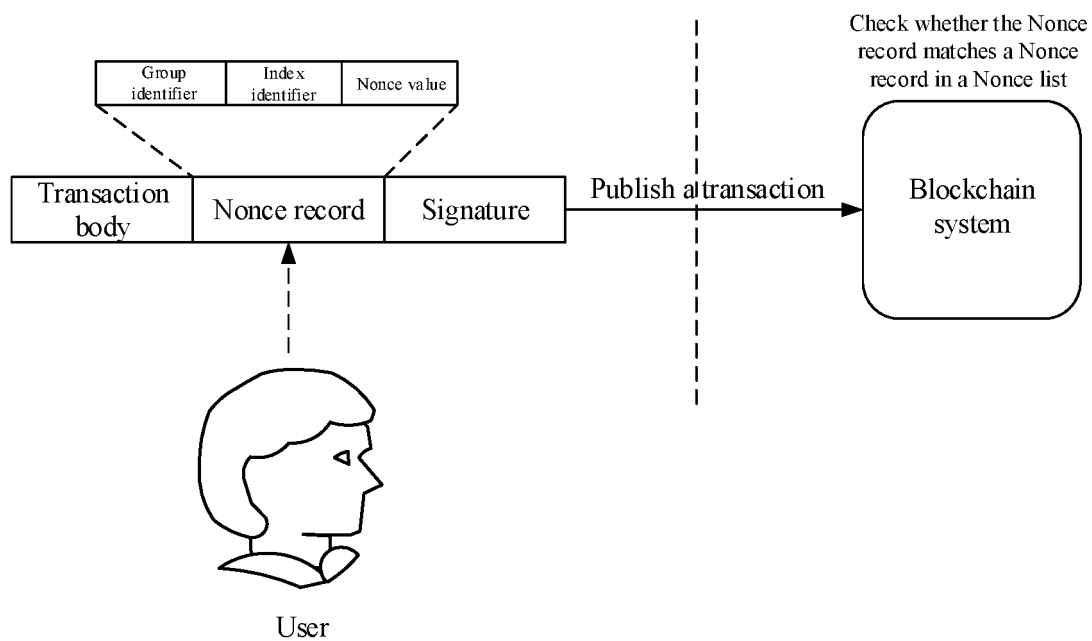 Check whether the Nonce
record matches a Nonce
record in a Nonce list
Group
identifier
Index
identifier
Nonce value
Transaction
body
Nonce record
Signature
Publish a transaction
Blockchain
system
User